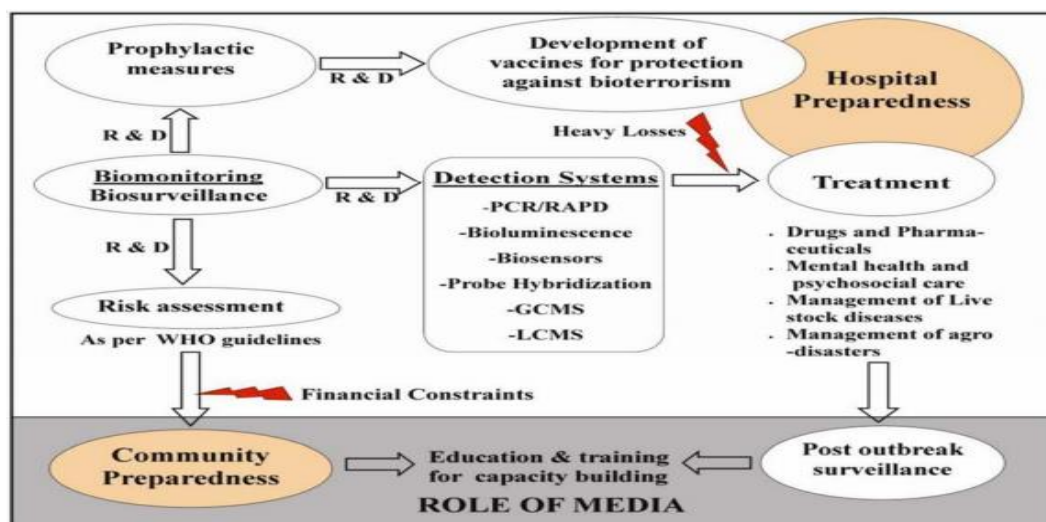 Prophylactic
measures
R & D
Development of
vaccines for protection
against bioterrorism
Hospital
Preparedness
R & D
Heavy Losses
Biomonitoring
Biosurveillance
R & D
Detection Systems
-PCR/RAPD
-Bioluminescence
-Biosensors
-Probe Hybridization
-GCMS
-LCMS
Treatment
. Drugs and Pharma-
ceuticals
. Mental health and
psychosocial care
. Management of Live
stock diseases
. Management of agro
-disasters
R & D
Risk assessment
As per WHO guidelines
Financial Constraints
Community
Preparedness
Education & training
for capacity building
Post outbreak
surveillance
ROLE OF MEDIA